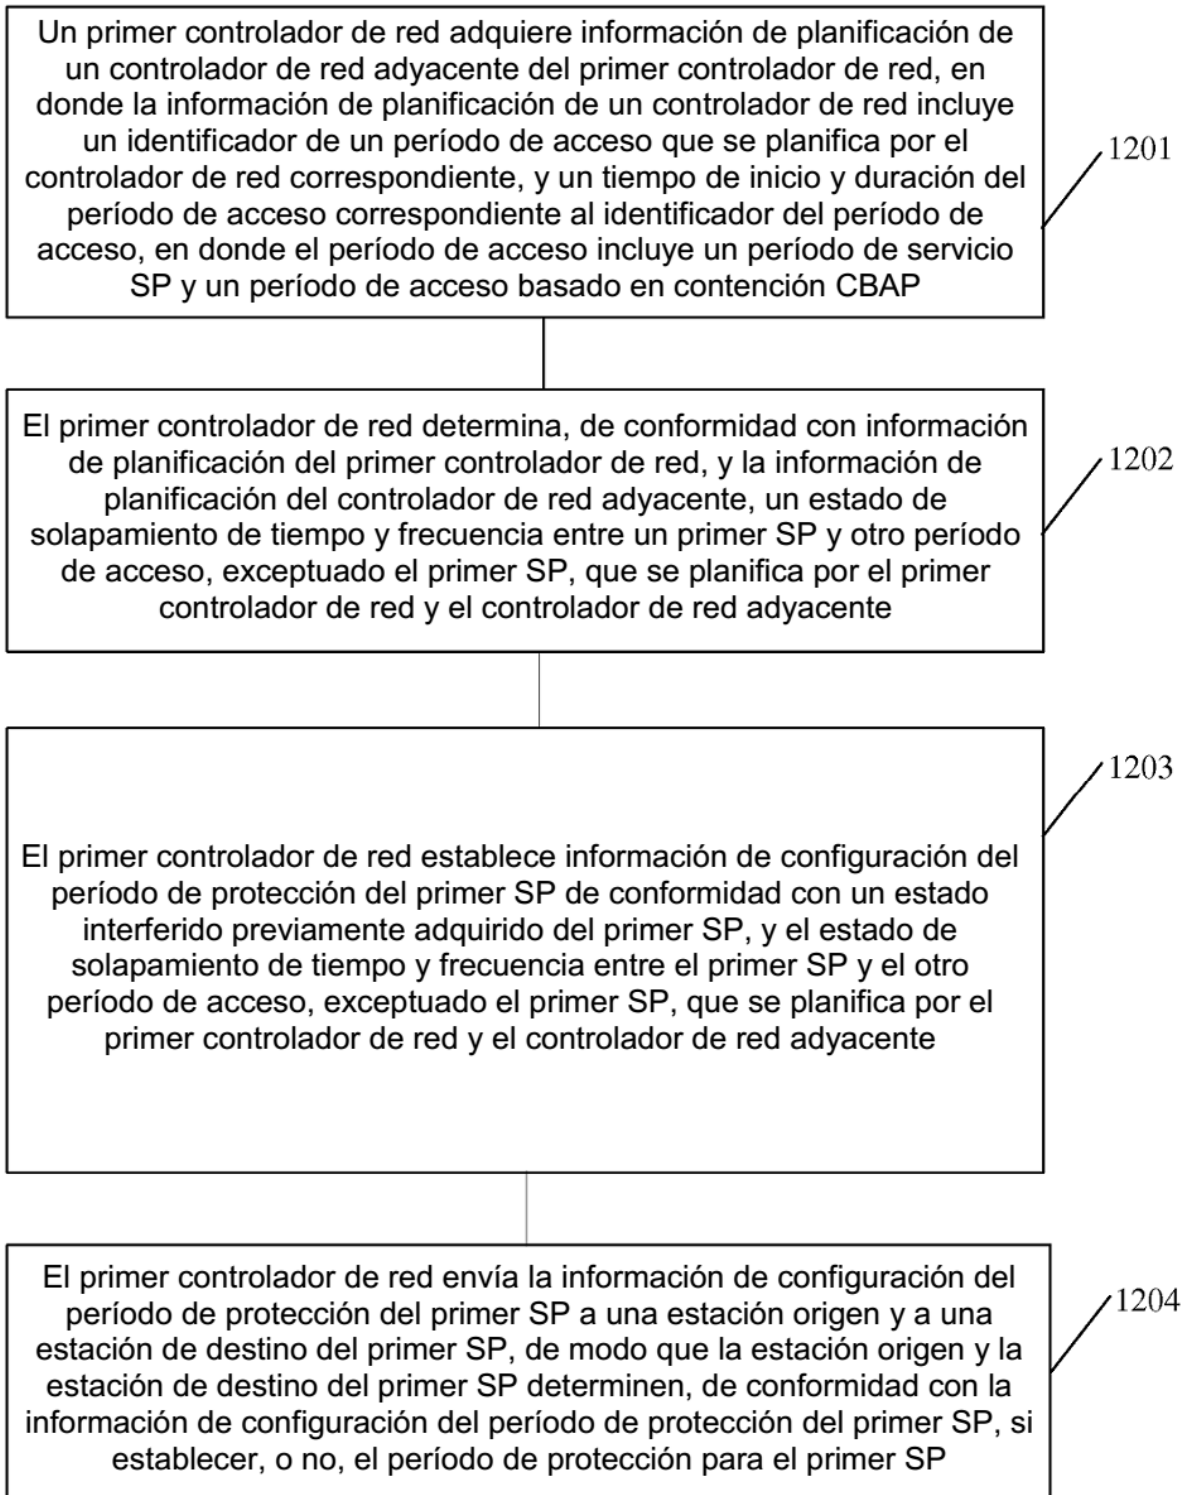 Un primer controlador de red adquiere información de planificación de
un controlador de red adyacente del primer controlador de red, en
donde la información de planificación de un controlador de red incluye
un identificador de un período de acceso que se planifica por el
controlador de red correspondiente, y un tiempo de inicio y duración del
período de acceso correspondiente al identificador del período de
acceso, en donde el período de acceso incluye un período de servicio
SP y un período de acceso basado en contención CBAP
1201
El primer controlador de red determina, de conformidad con información
de planificación del primer controlador de red, y la información de
planificación del controlador de red adyacente, un estado de
solapamiento de tiempo y frecuencia entre un primer SP y otro período
de acceso, exceptuado el primer SP, que se planifica por el primer
controlador de red y el controlador de red adyacente
1202
El primer controlador de red establece información de configuración del
período de protección del primer SP de conformidad con un estado
interferido previamente adquirido del primer SP, y el estado de
solapamiento de tiempo y frecuencia entre el primer SP y el otro
período de acceso, exceptuado el primer SP, que se planifica por el
primer controlador de red y el controlador de red adyacente
1203
El primer controlador de red envía la información de configuración del
período de protección del primer SP a una estación origen y a una
estación de destino del primer SP, de modo que la estación origen y la
estación de destino del primer SP determinen, de conformidad con la
información de configuración del período de protección del primer SP, si
establecer, o no, el período de protección para el primer SP
1204